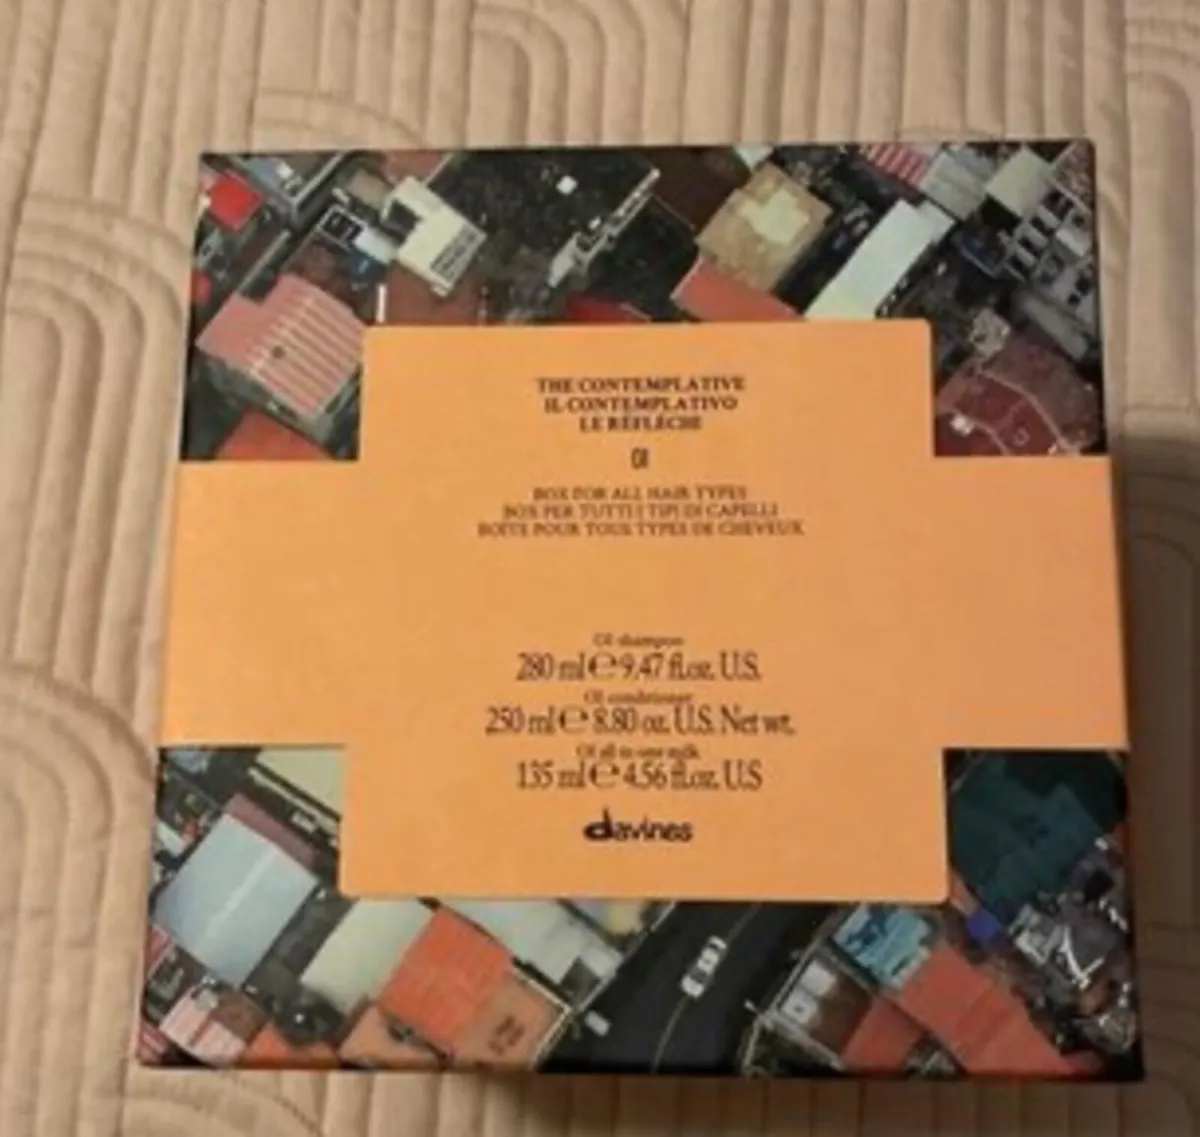 THE CONTEMPLATIVE
IL CONTEMPLATIVO
LE RÉFLÉCHI
OI
BOX FOR ALL HAIR TYPES
BOX PER TUTTI I TIPI DI CAPELLI
BOÎTE POUR TOUS TYPES DE CHEVEUX
OI shampoo
280 ml ℮ 9.47 fl.oz. U.S.
OI conditioner
250 ml ℮ 8.80 oz. U.S. Net wt.
OI all in one milk
135 ml ℮ 4.56 fl.oz. U.S
davines